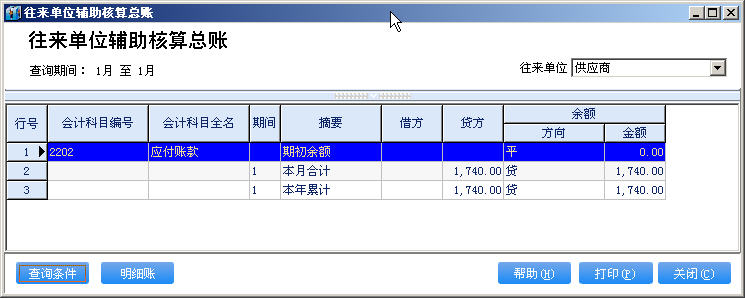 往来单位辅助核算总账
往来单位辅助核算总账
查询期间： 1月 至 1月
往来单位 供应商
行号 会计科目编号 会计科目全名 期间 摘要 借方 贷方 余额
方向 金额
1 2202 应付账款 期初余额 平 0.00
2 1 本月合计 1,740.00 贷 1,740.00
3 1 本年累计 1,740.00 贷 1,740.00
查询条件 明细账 帮助(H) 打印(P) 关闭(C)